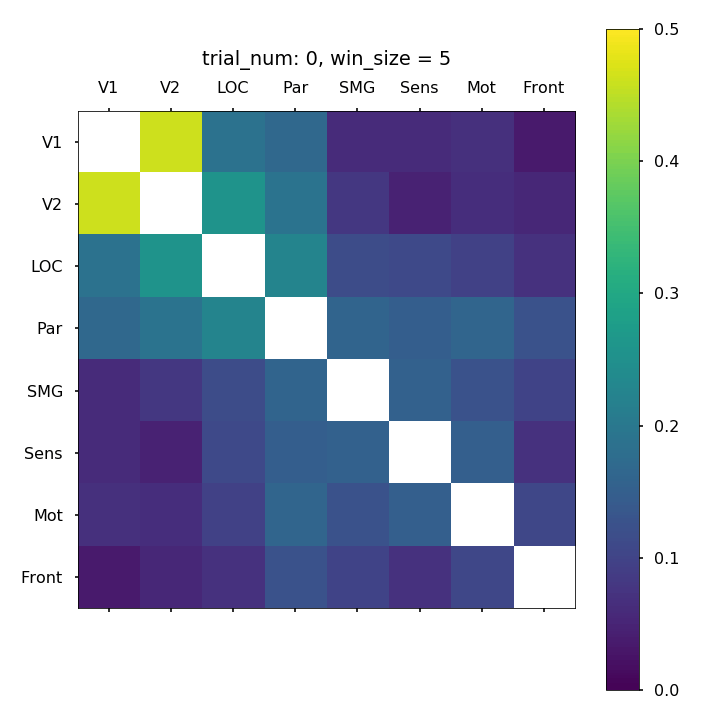 trial_num: 0, win_size = 5
V1 V2 LOC Par SMG Sens Mot Front
V1
V2
LOC
Par
SMG
Sens
Mot
Front
0.5
0.4
0.3
0.2
0.1
0.0